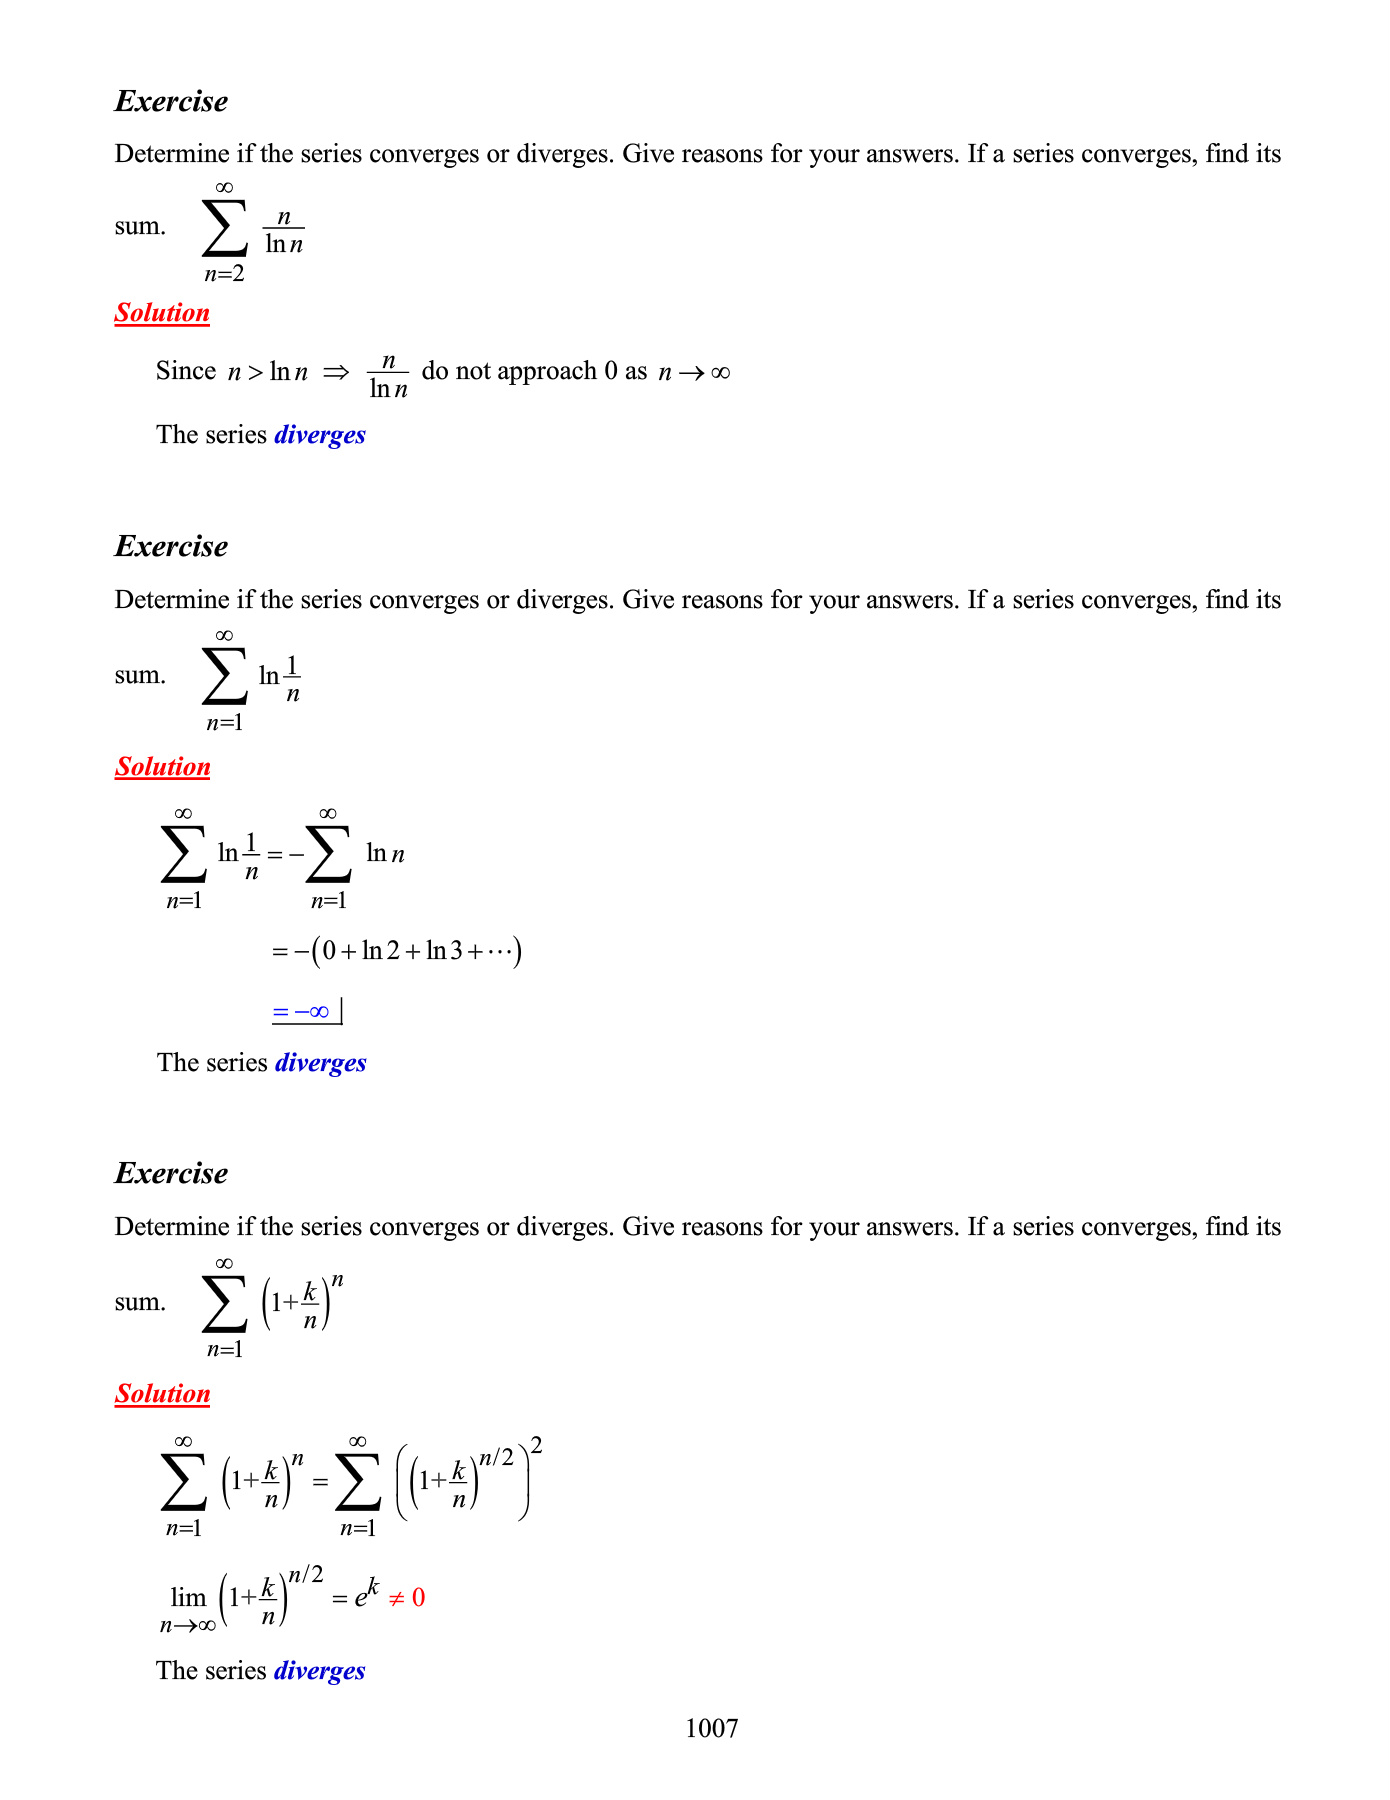 Exercise
Determine if the series converges or diverges. Give reasons for your answers. If a series converges, find its
sum. $\sum_{n=2}^{\infty} \frac{n}{\ln n}$
Solution
Since $n > \ln n \Rightarrow \frac{n}{\ln n}$ do not approach 0 as $n \to \infty$
The series diverges
Exercise
Determine if the series converges or diverges. Give reasons for your answers. If a series converges, find its
sum. $\sum_{n=1}^{\infty} \ln \frac{1}{n}$
Solution
$\sum_{n=1}^{\infty} \ln \frac{1}{n} = -\sum_{n=1}^{\infty} \ln n$
$= -(0 + \ln 2 + \ln 3 + \cdots)$
$= -\infty$
The series diverges
Exercise
Determine if the series converges or diverges. Give reasons for your answers. If a series converges, find its
sum. $\sum_{n=1}^{\infty} \left(1+\frac{k}{n}\right)^{n}$
Solution
$\sum_{n=1}^{\infty} \left(1+\frac{k}{n}\right)^{n} = \sum_{n=1}^{\infty} \left(\left(1+\frac{k}{n}\right)^{n/2}\right)^{2}$
$\lim_{n \to \infty} \left(1+\frac{k}{n}\right)^{n/2} = e^{k} \neq 0$
The series diverges
1007